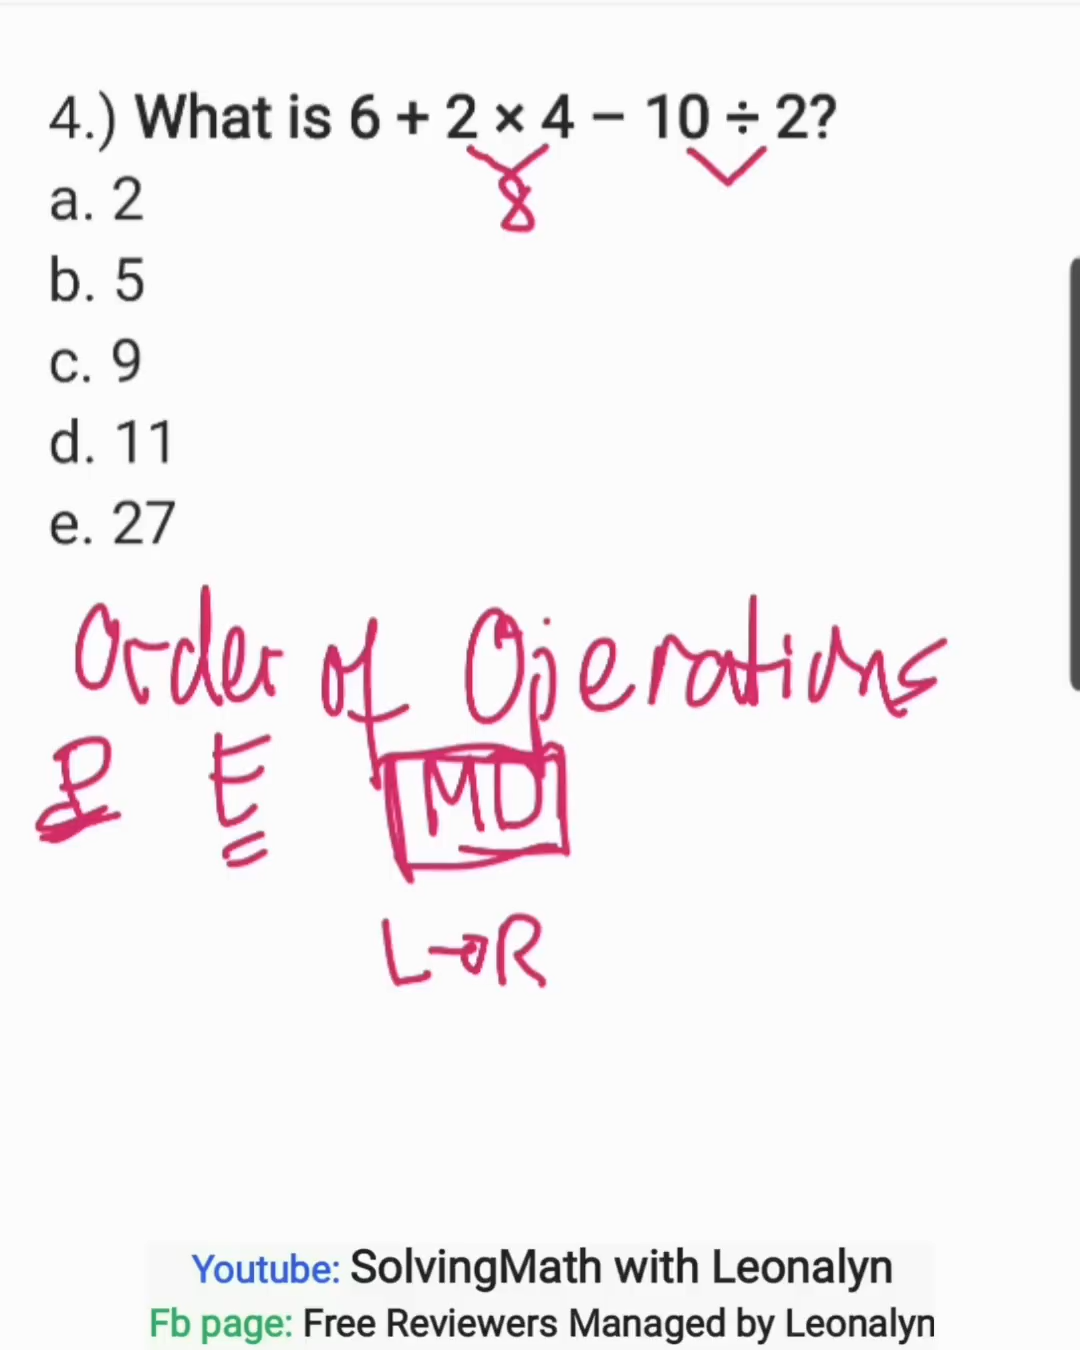 4.) What is 6 + 2 × 4 – 10 ÷ 2?
8
a. 2
b. 5
c. 9
d. 11
e. 27
Order of Operations
P E MD
L→R
Youtube: SolvingMath with Leonalyn
Fb page: Free Reviewers Managed by Leonalyn